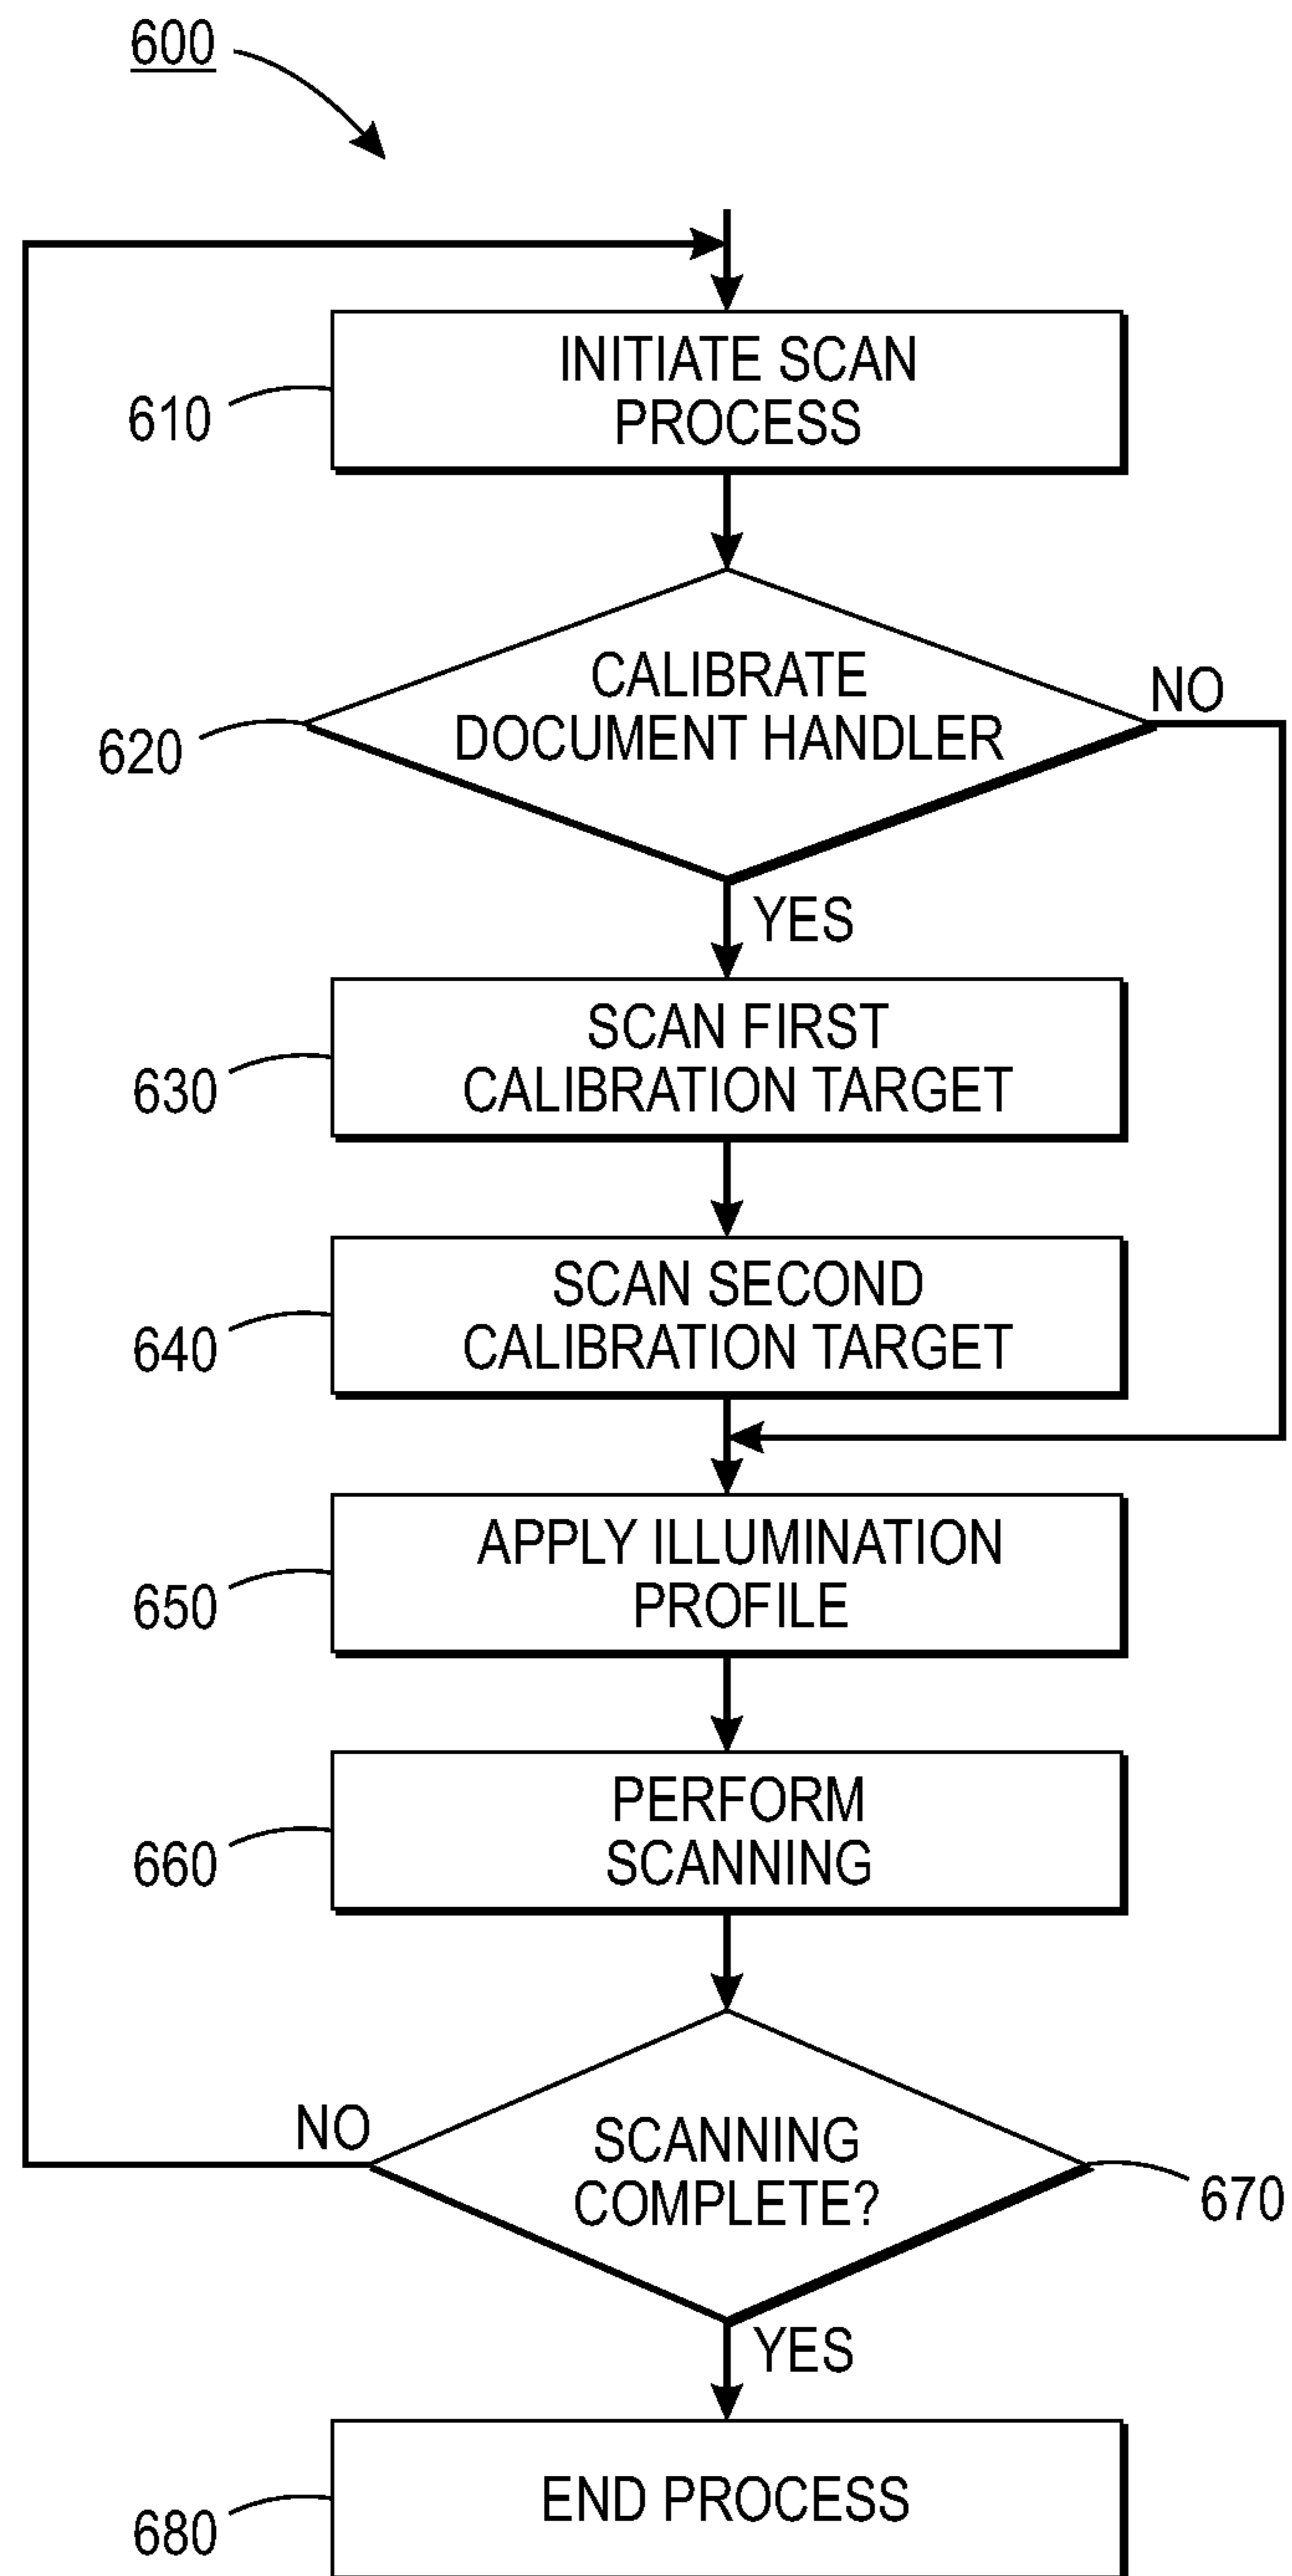 600
INITIATE SCAN
PROCESS
610
CALIBRATE
DOCUMENT HANDLER
NO
620
YES
SCAN FIRST
CALIBRATION TARGET
630
SCAN SECOND
CALIBRATION TARGET
640
APPLY ILLUMINATION
PROFILE
650
PERFORM
SCANNING
660
NO
SCANNING
COMPLETE?
670
YES
END PROCESS
680